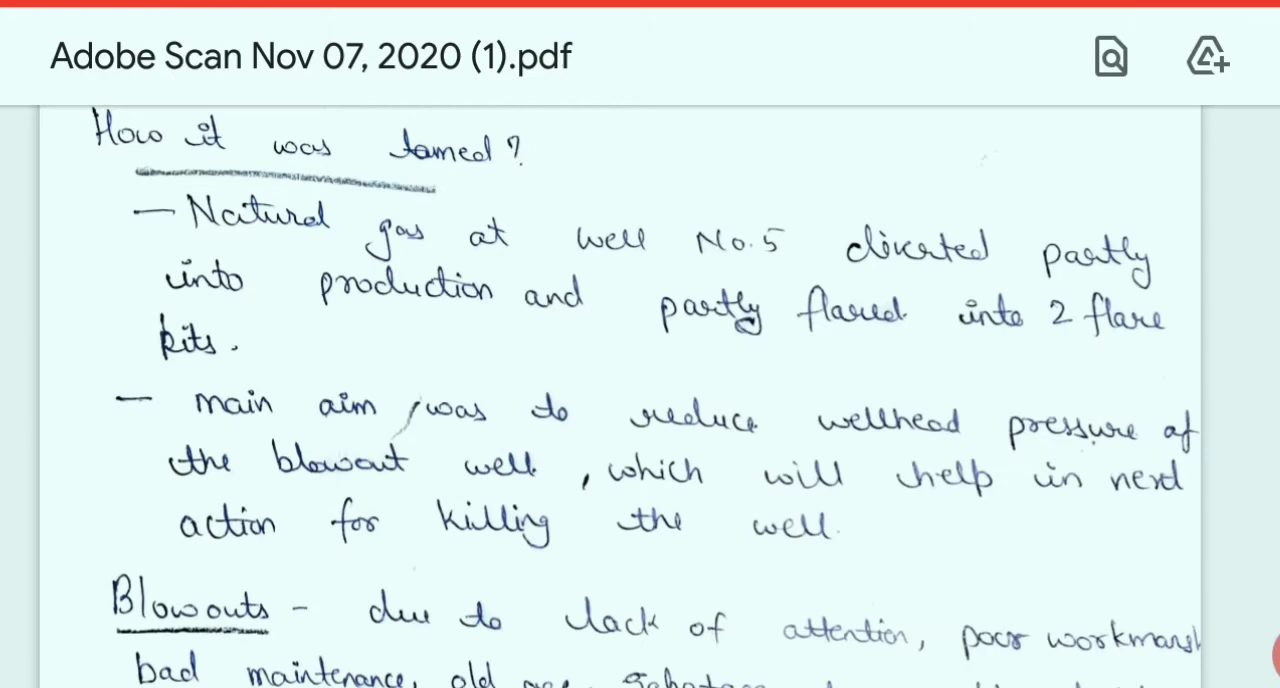 Adobe Scan Nov 07, 2020 (1).pdf
How it was tamed?
- Natural gas at well No. 5 diverted partly
into production and partly flared into 2 flare
kits.
- main aim was to reduce wellhead pressure of
the blowout well, which will help in next
action for killing the well.
Blowouts - due to lack of attention, poor workmansh
bad maintenance, old